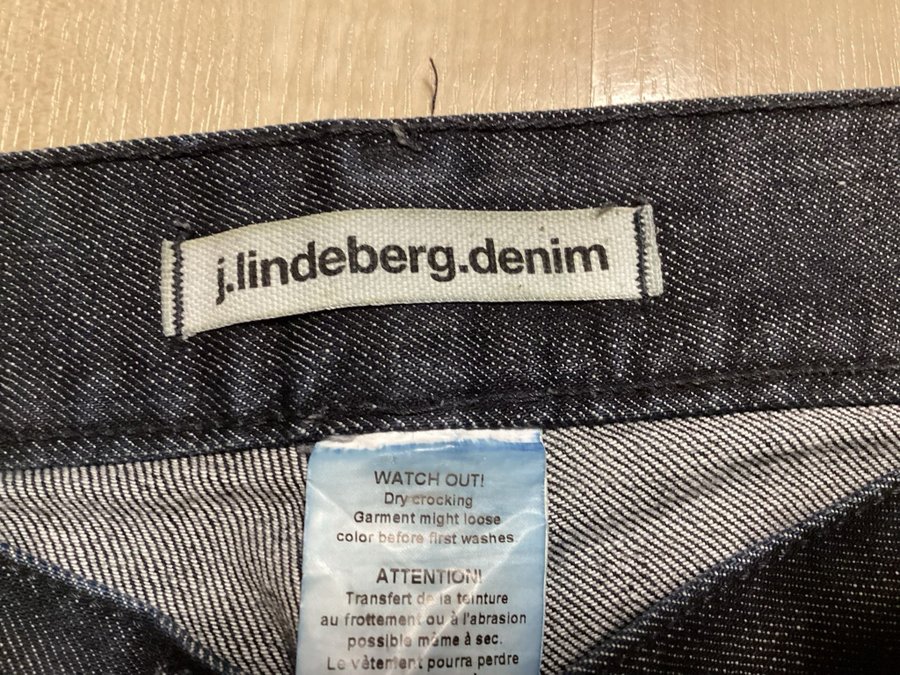 j.lindeberg.denim
WATCH OUT!
Dry crocking
Garment might loose
color before first washes
ATTENTION!
Transfert de la teinture
au frottement ou à l'abrasion
possible même à sec.
Le vêtement pourra perdre